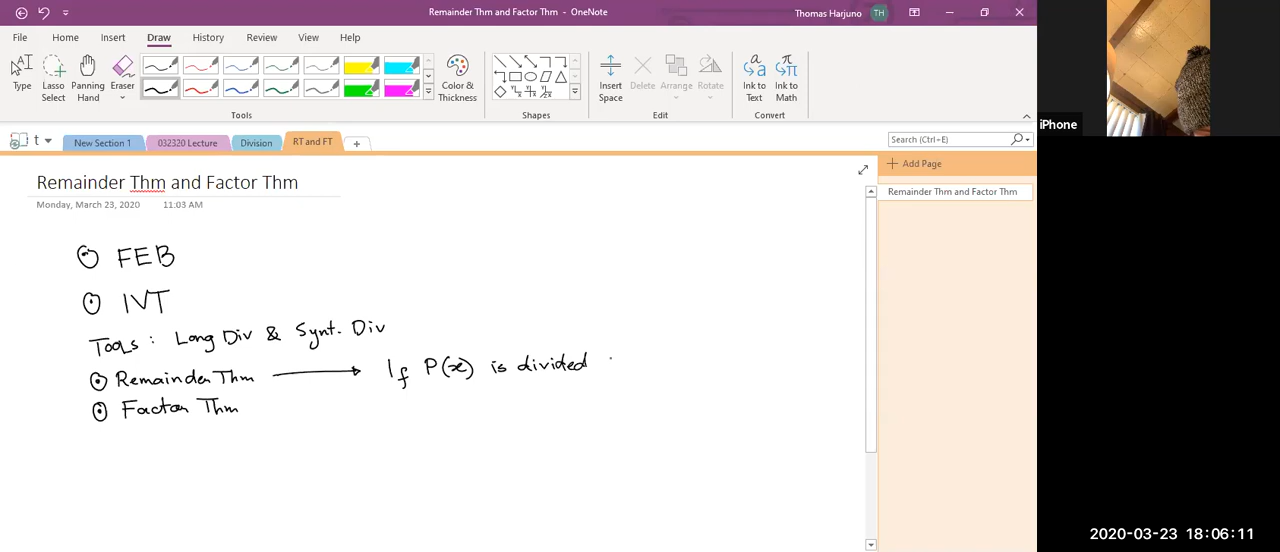 Remainder Thm and Factor Thm - OneNote
Thomas Harjuno TH
File Home Insert Draw History Review View Help
Type Lasso Select Panning Hand Eraser
Color & Thickness
Insert Space Delete Arrange Rotate
Ink to Text Ink to Math
Tools Shapes Edit Convert
iPhone
t New Section 1 032320 Lecture Division RT and FT +
Search (Ctrl+E)
Add Page
Remainder Thm and Factor Thm
Remainder Thm and Factor Thm
Monday, March 23, 2020 11:03 AM
FEB
IVT
Tools : Long Div & Synt. Div
Remainder Thm → If P(x) is divided
Factor Thm
2020-03-23 18:06:11